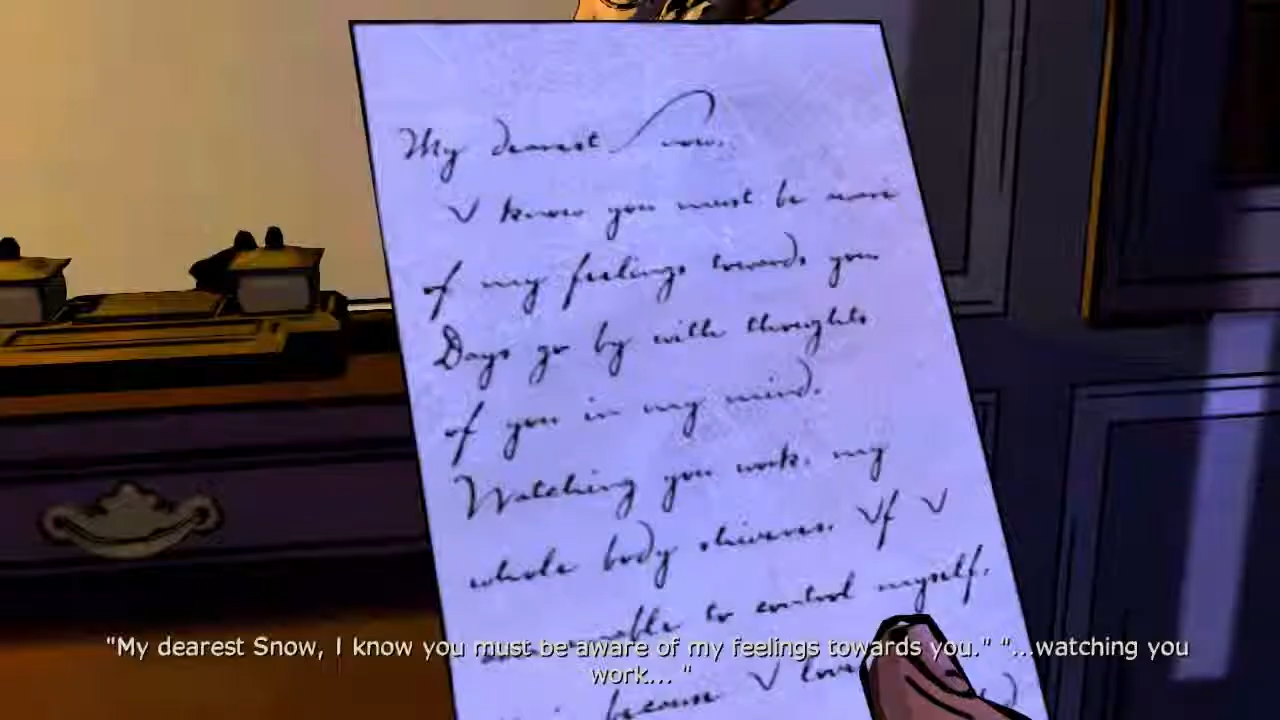 My dearest Snow,
I know you must be aware
of my feelings towards you
Days go by with thoughts
of you in my mind.
Watching you work, my
whole body shivers. If I
to control myself,
because I love
"My dearest Snow, I know you must be aware of my feelings towards you." "...watching you
work... "